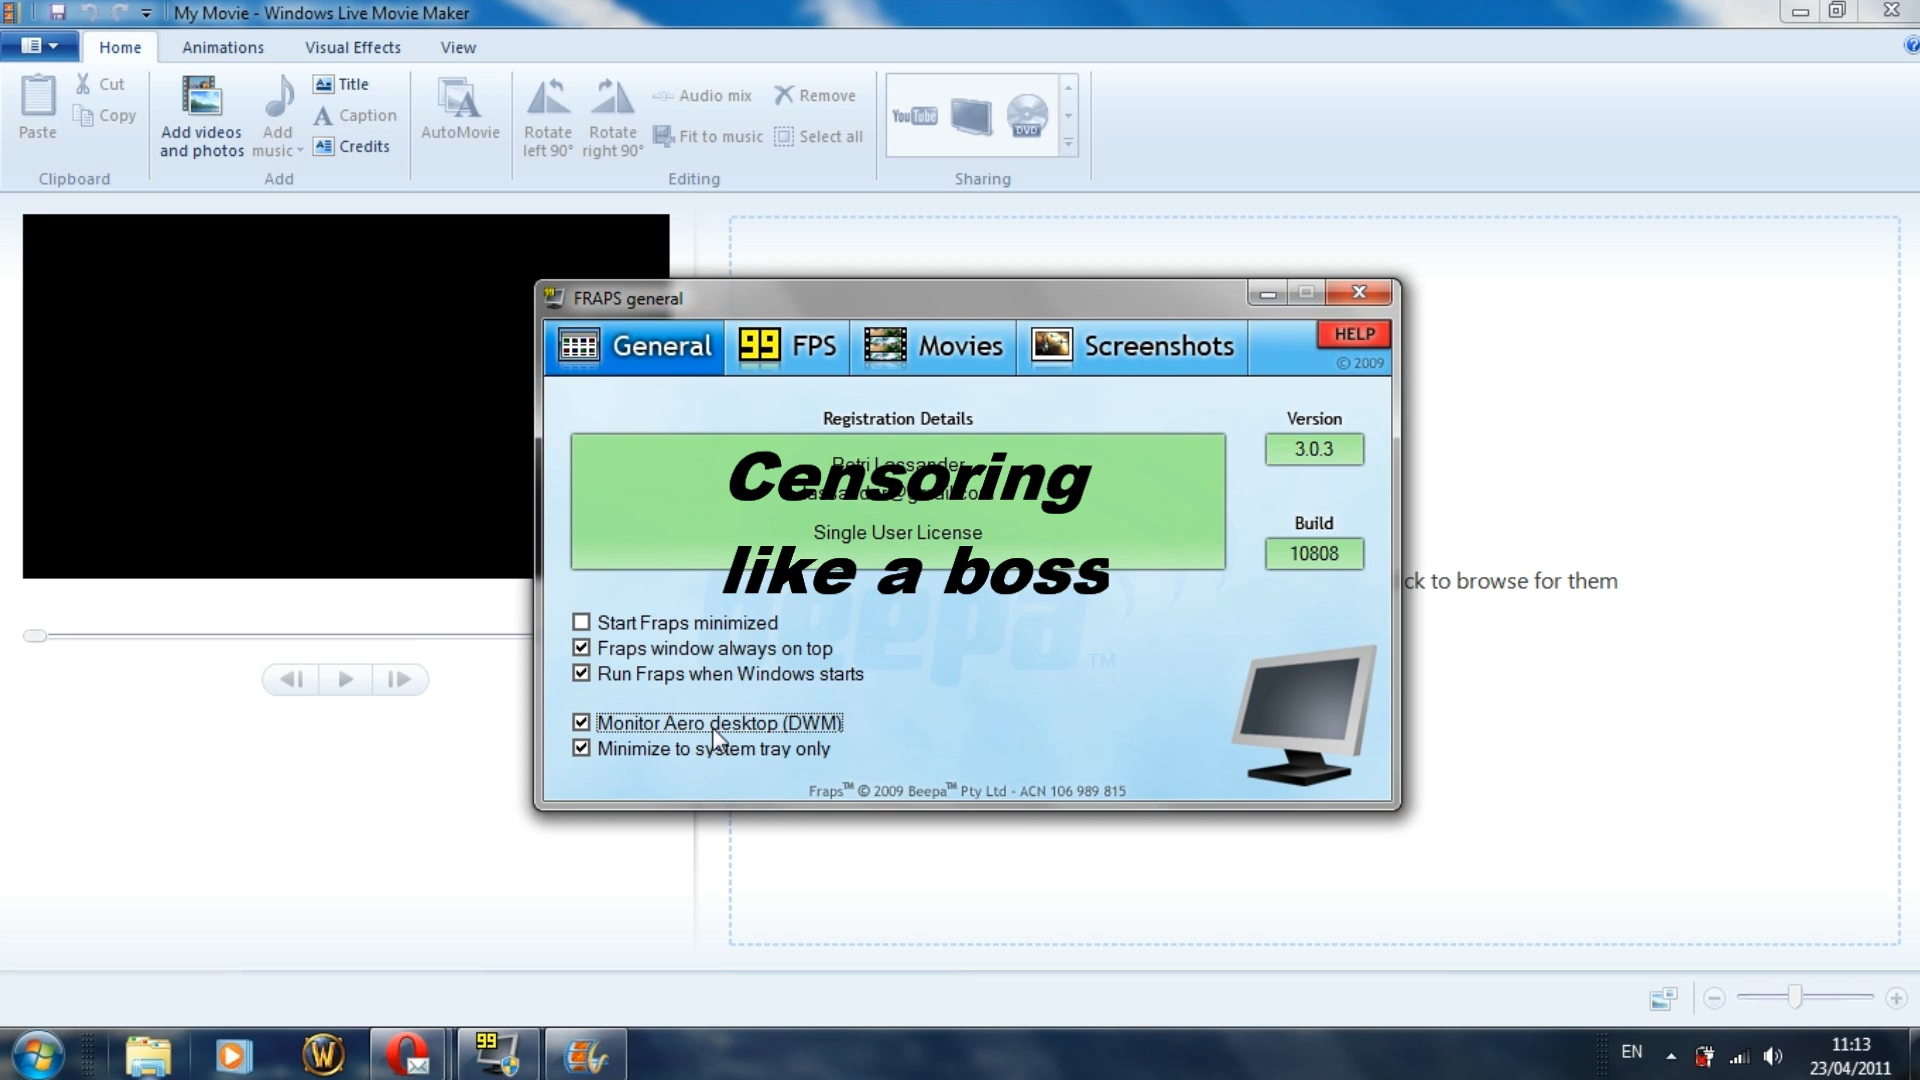 My Movie - Windows Live Movie Maker
Home Animations Visual Effects View
Paste
Cut
Copy
Clipboard
Add videos and photos
Add music
Title
Caption
Credits
Add
AutoMovie
Rotate left 90°
Rotate right 90°
Audio mix
Fit to music
Remove
Select all
Editing
YouTube
DVD
Sharing
FRAPS general
General
99 FPS
Movies
Screenshots
HELP
© 2009
Registration Details
Censoring
Single User License
like a boss
Version
3.0.3
Build
10808
ck to browse for them
Start Fraps minimized
Fraps window always on top
Run Fraps when Windows starts
Monitor Aero desktop (DWM)
Minimize to system tray only
beepa™
Fraps™ © 2009 Beepa™ Pty Ltd - ACN 106 989 815
99
EN
11:13
23/04/2011